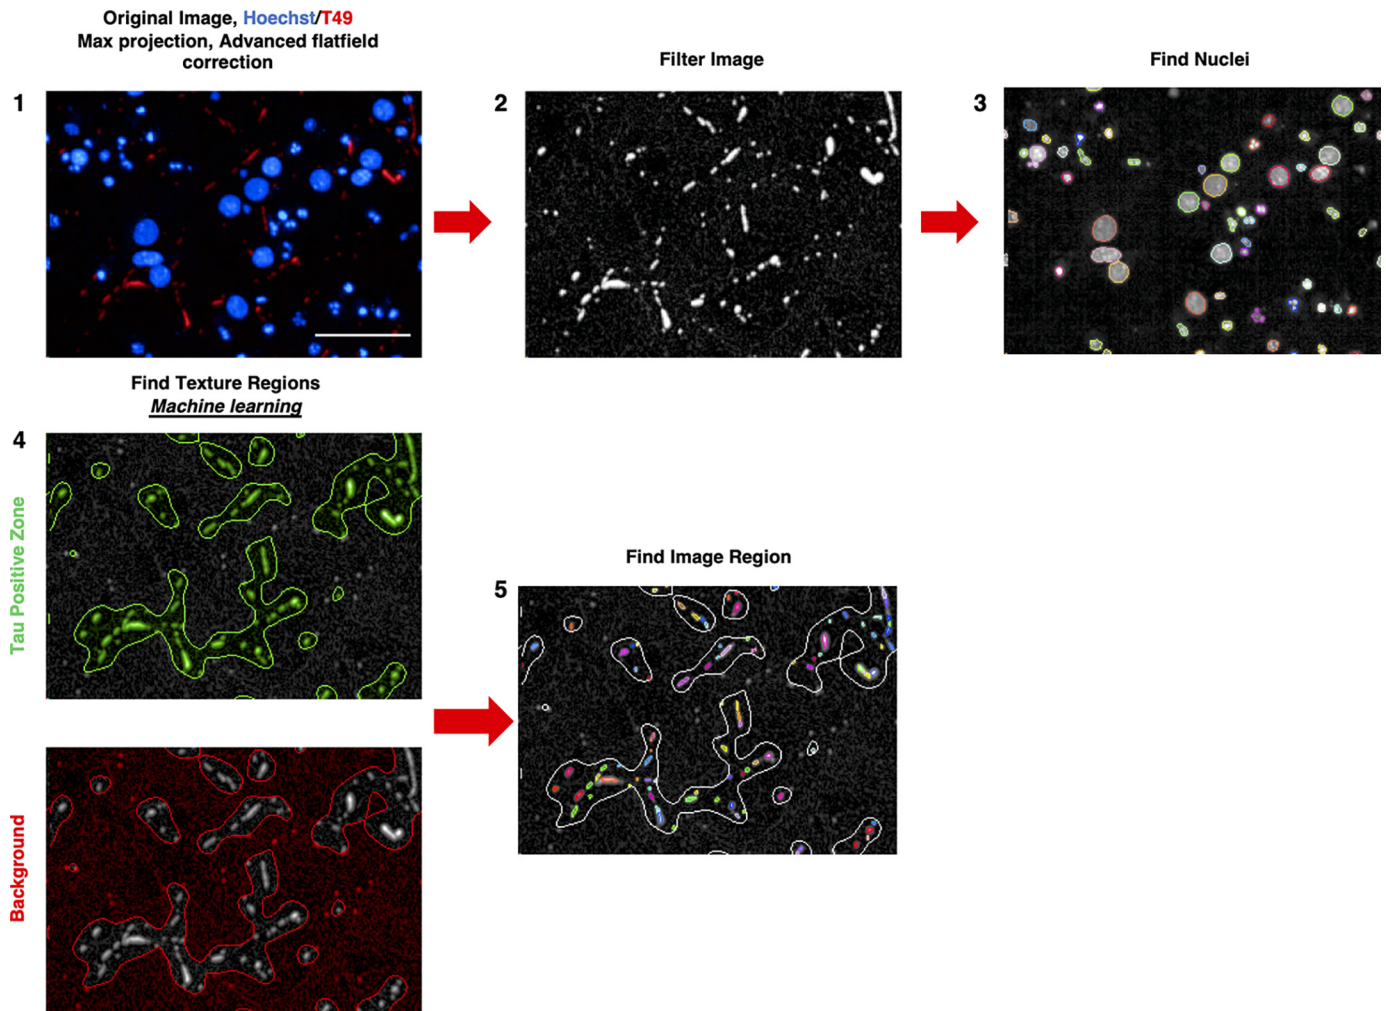 Original Image, Hoechst/T49
Max projection, Advanced flatfield
correction
1
Filter Image
2
Find Nuclei
3
Find Texture Regions
Machine learning
4
Tau Positive Zone
Find Image Region
5
Background